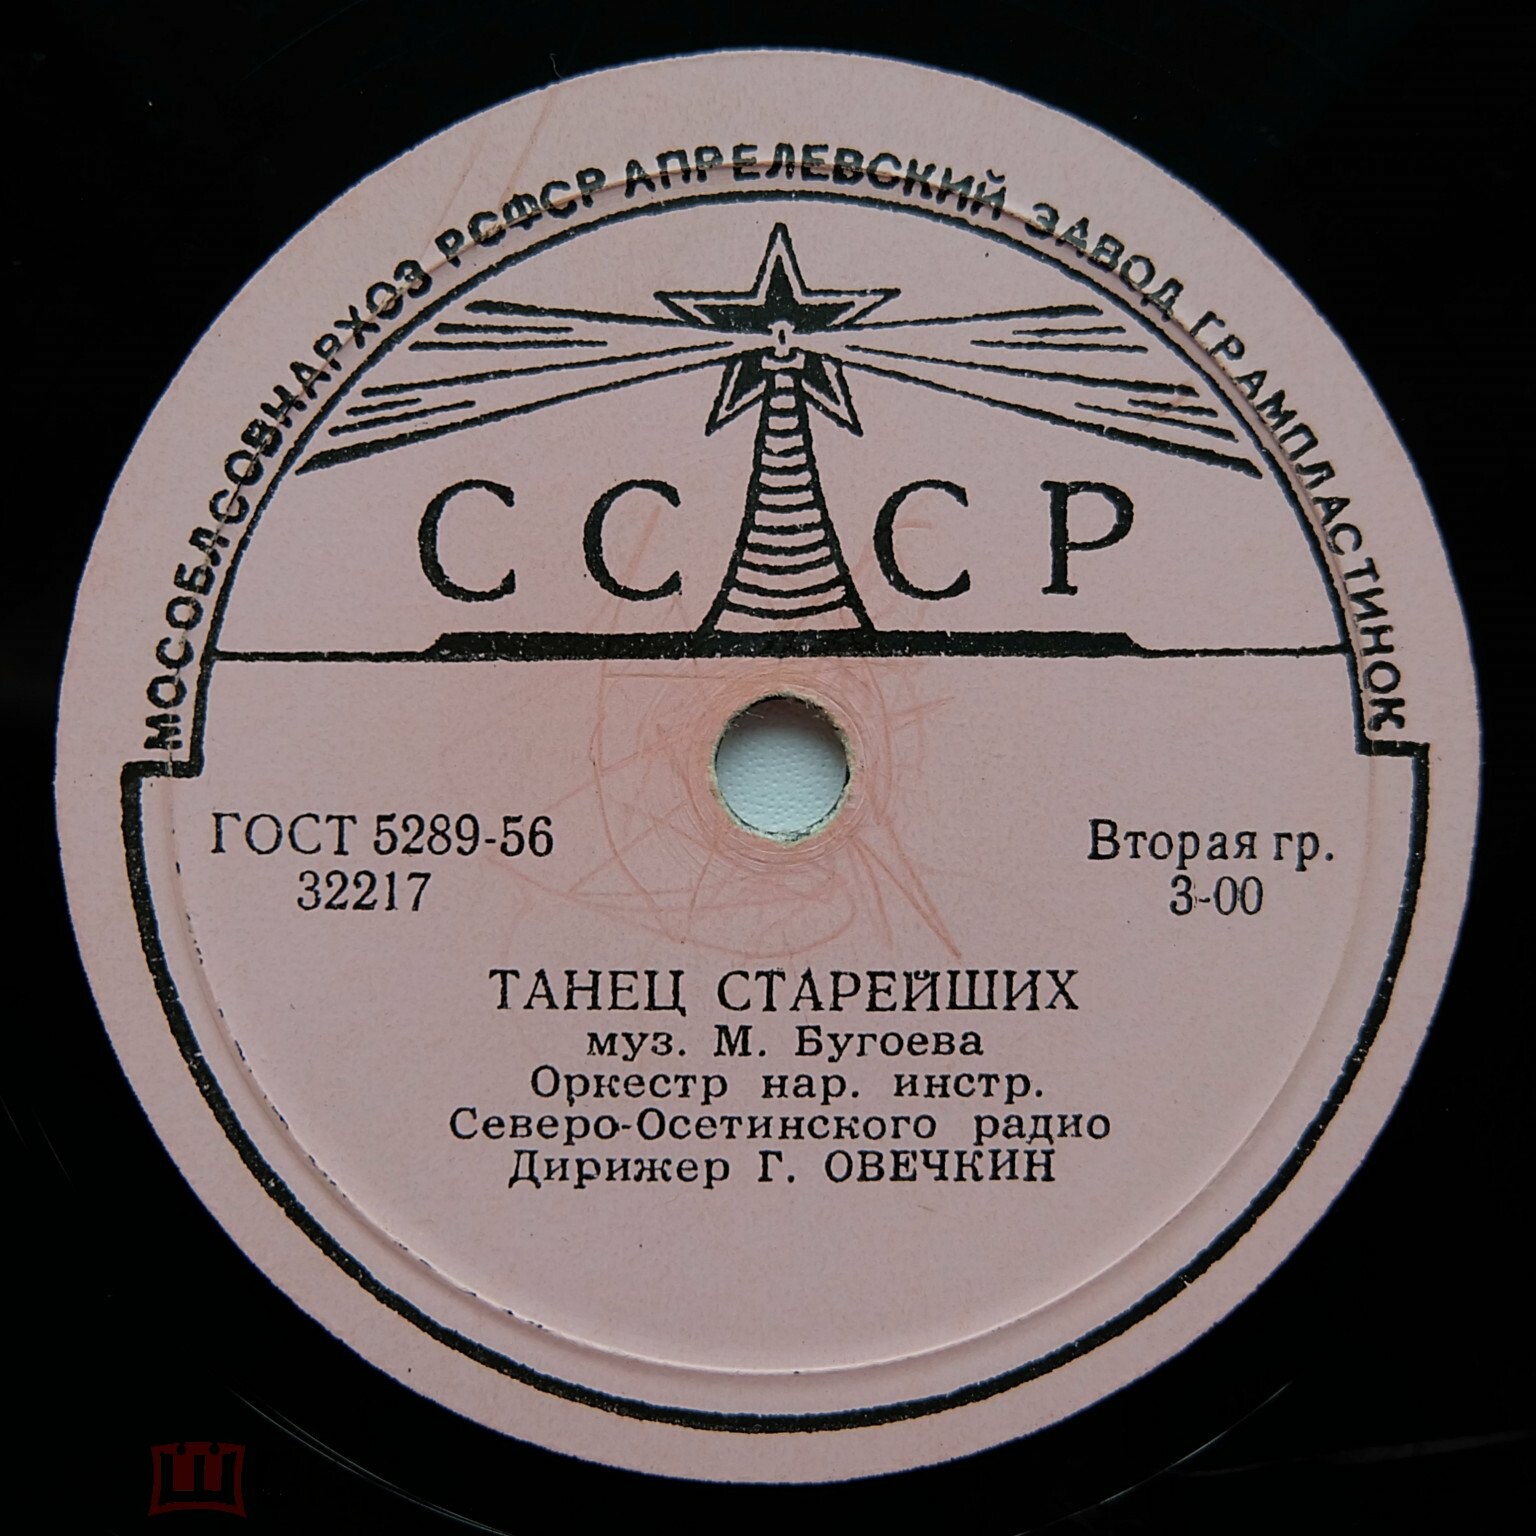 МОСОБЛСОВНАРХОЗ РСФСР АПРЕЛЕВСКИЙ ЗАВОД ГРАМПЛАСТИНОК
СССР
ГОСТ 5289-56
32217
Вторая гр.
3-00
ТАНЕЦ СТАРЕЙШИХ
муз. М. Бугоева
Оркестр нар. инстр.
Северо-Осетинского радио
Дирижер Г. ОВЕЧКИН